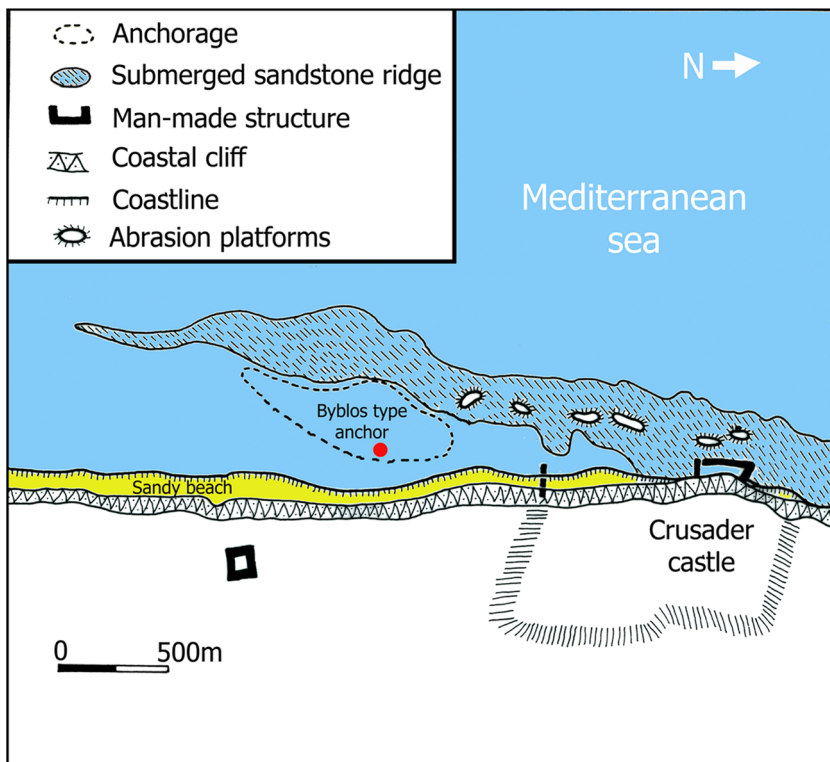 Anchorage
Submerged sandstone ridge
Man-made structure
Coastal cliff
Coastline
Abrasion platforms
N
Mediterranean
sea
Byblos type
anchor
Sandy beach
Crusader
castle
0 500m